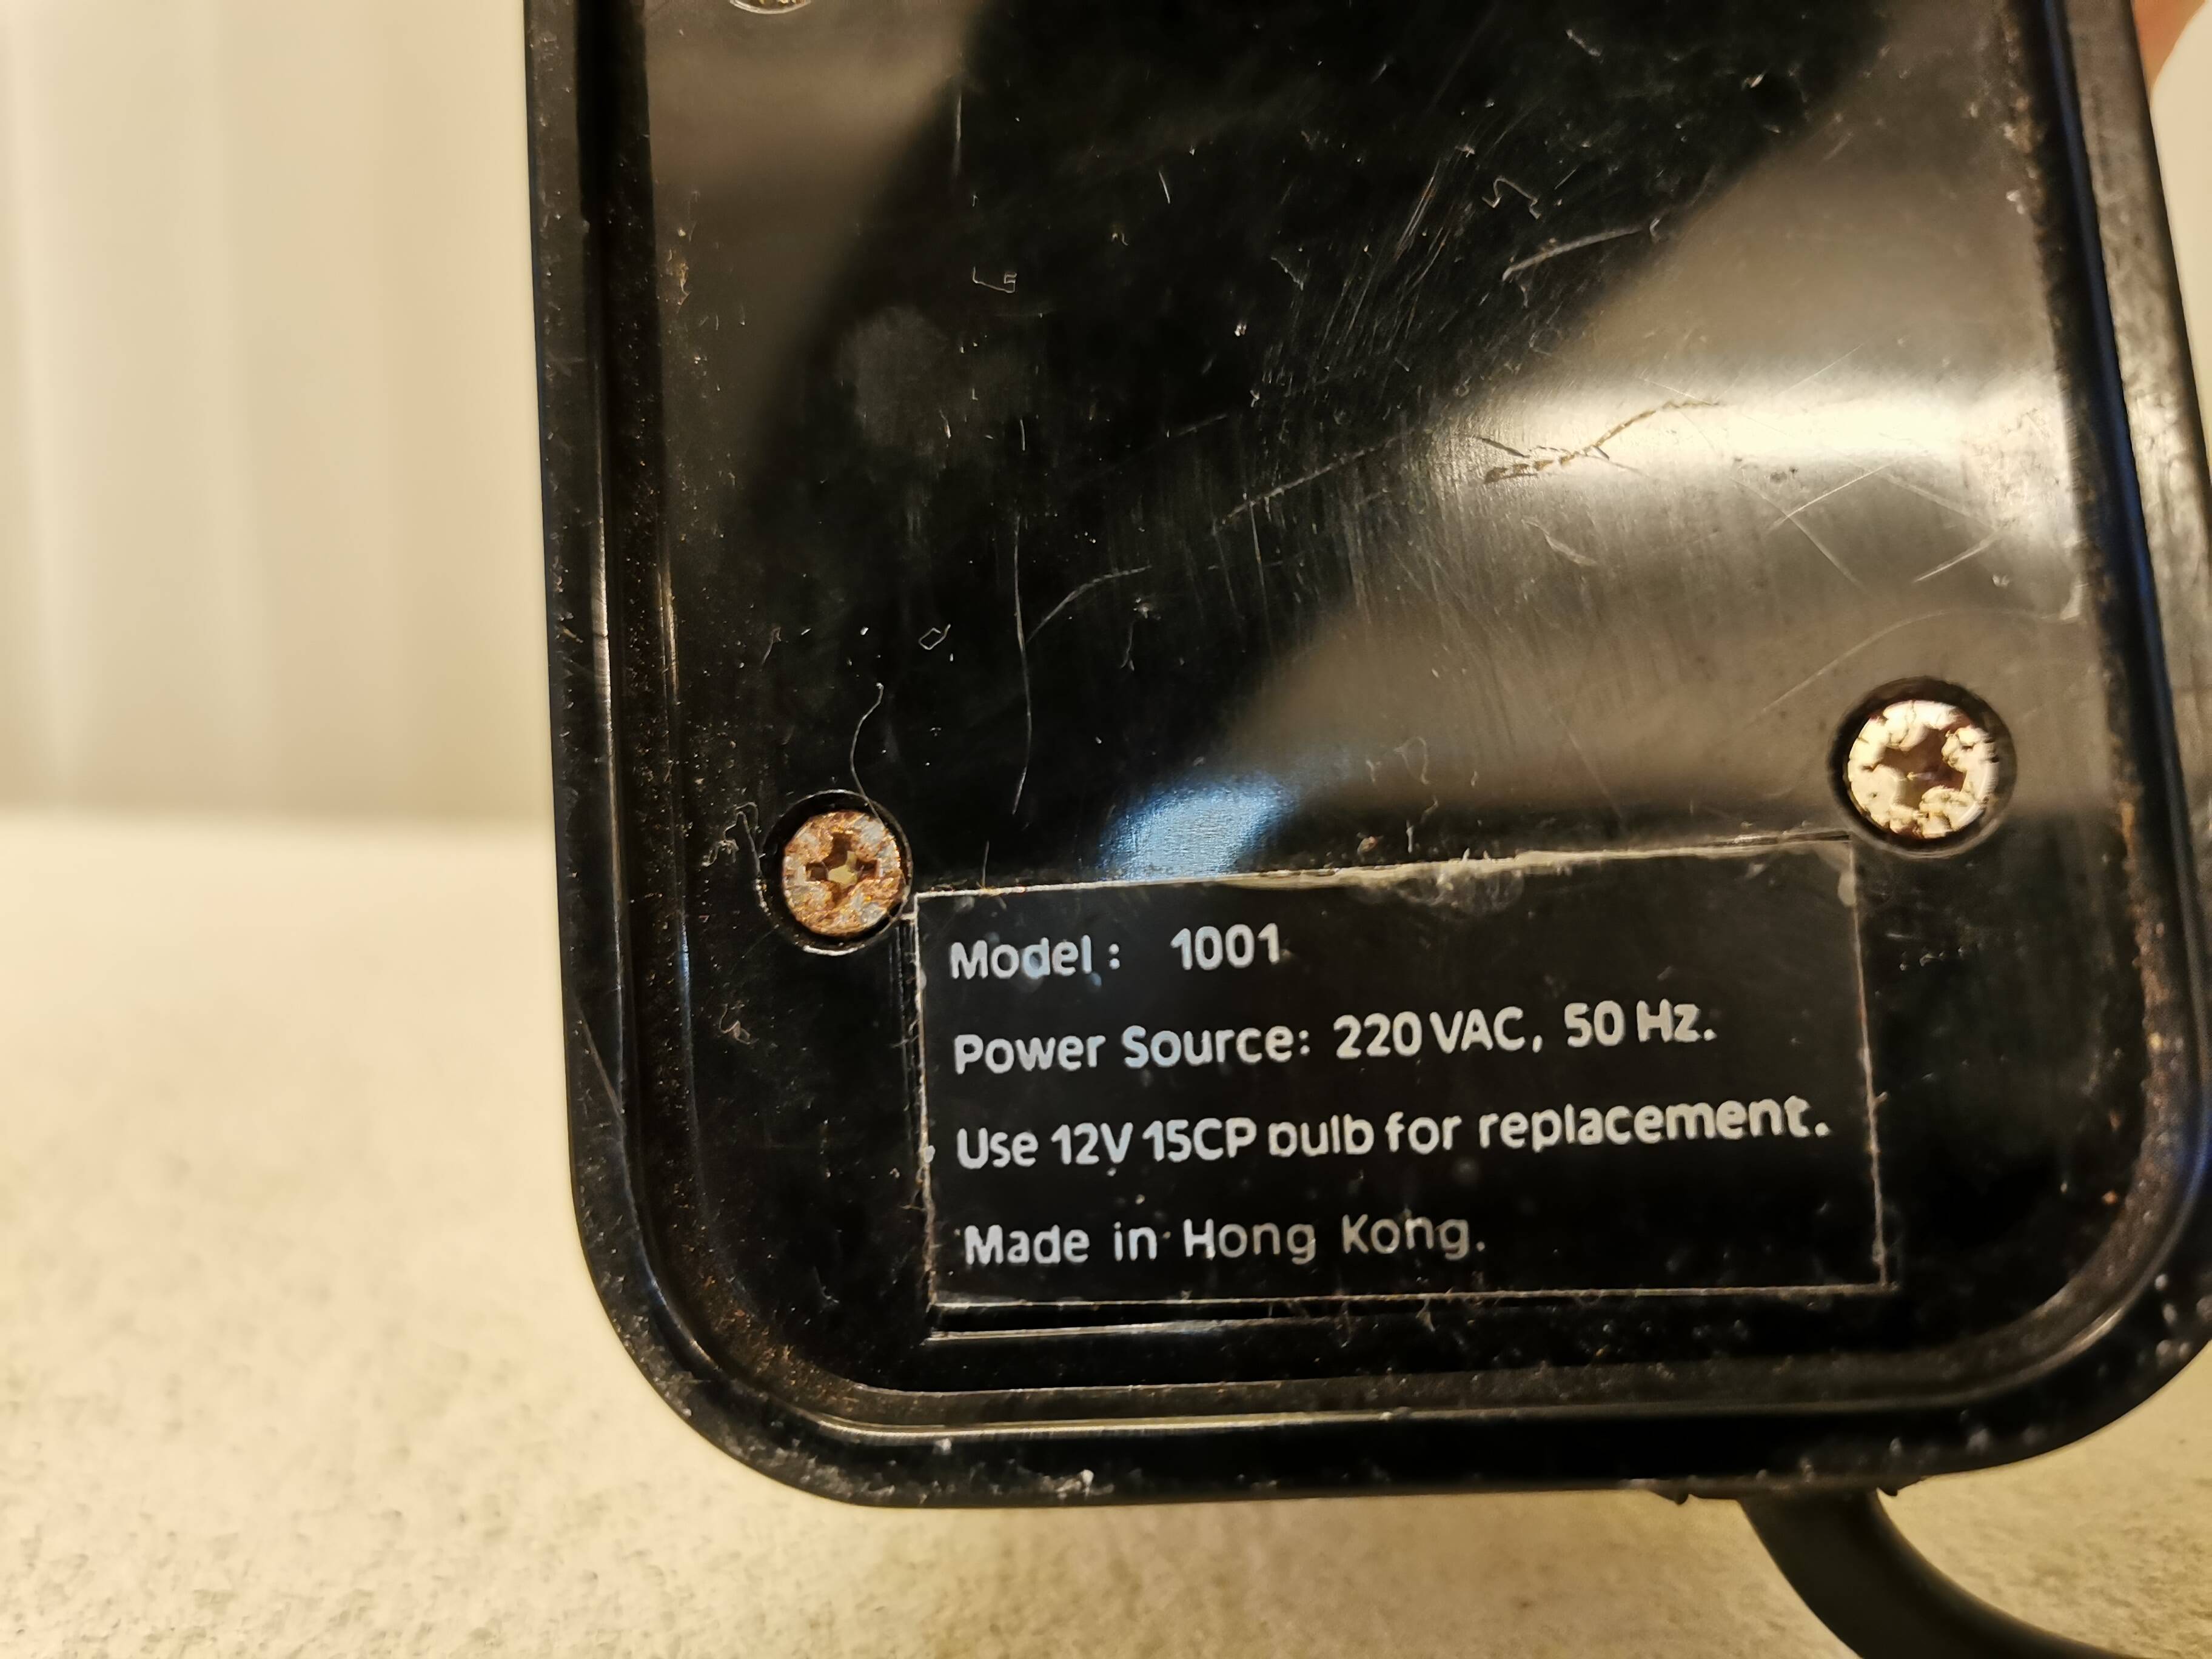 Model: 1001
Power Source: 220 VAC, 50 Hz.
Use 12V 15CP bulb for replacement.
Made in Hong Kong.